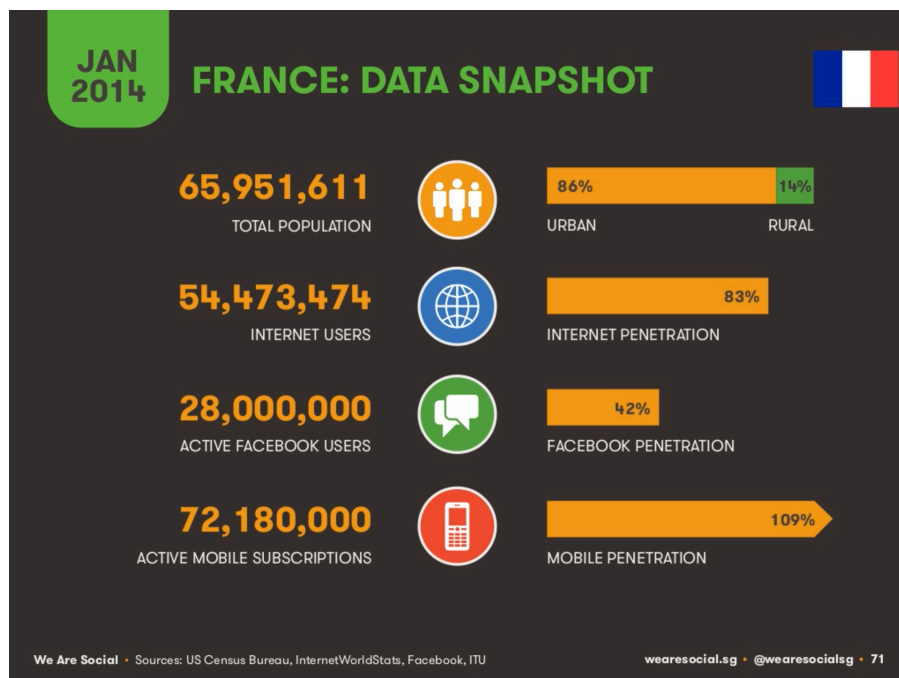 JAN
2014
FRANCE: DATA SNAPSHOT
65,951,611
TOTAL POPULATION
86%
14%
URBAN
RURAL
54,473,474
INTERNET USERS
83%
INTERNET PENETRATION
28,000,000
ACTIVE FACEBOOK USERS
42%
FACEBOOK PENETRATION
72,180,000
ACTIVE MOBILE SUBSCRIPTIONS
109%
MOBILE PENETRATION
We Are Social • Sources: US Census Bureau, InternetWorldStats, Facebook, ITU
wearesocial.sg • @wearesocialsg • 71